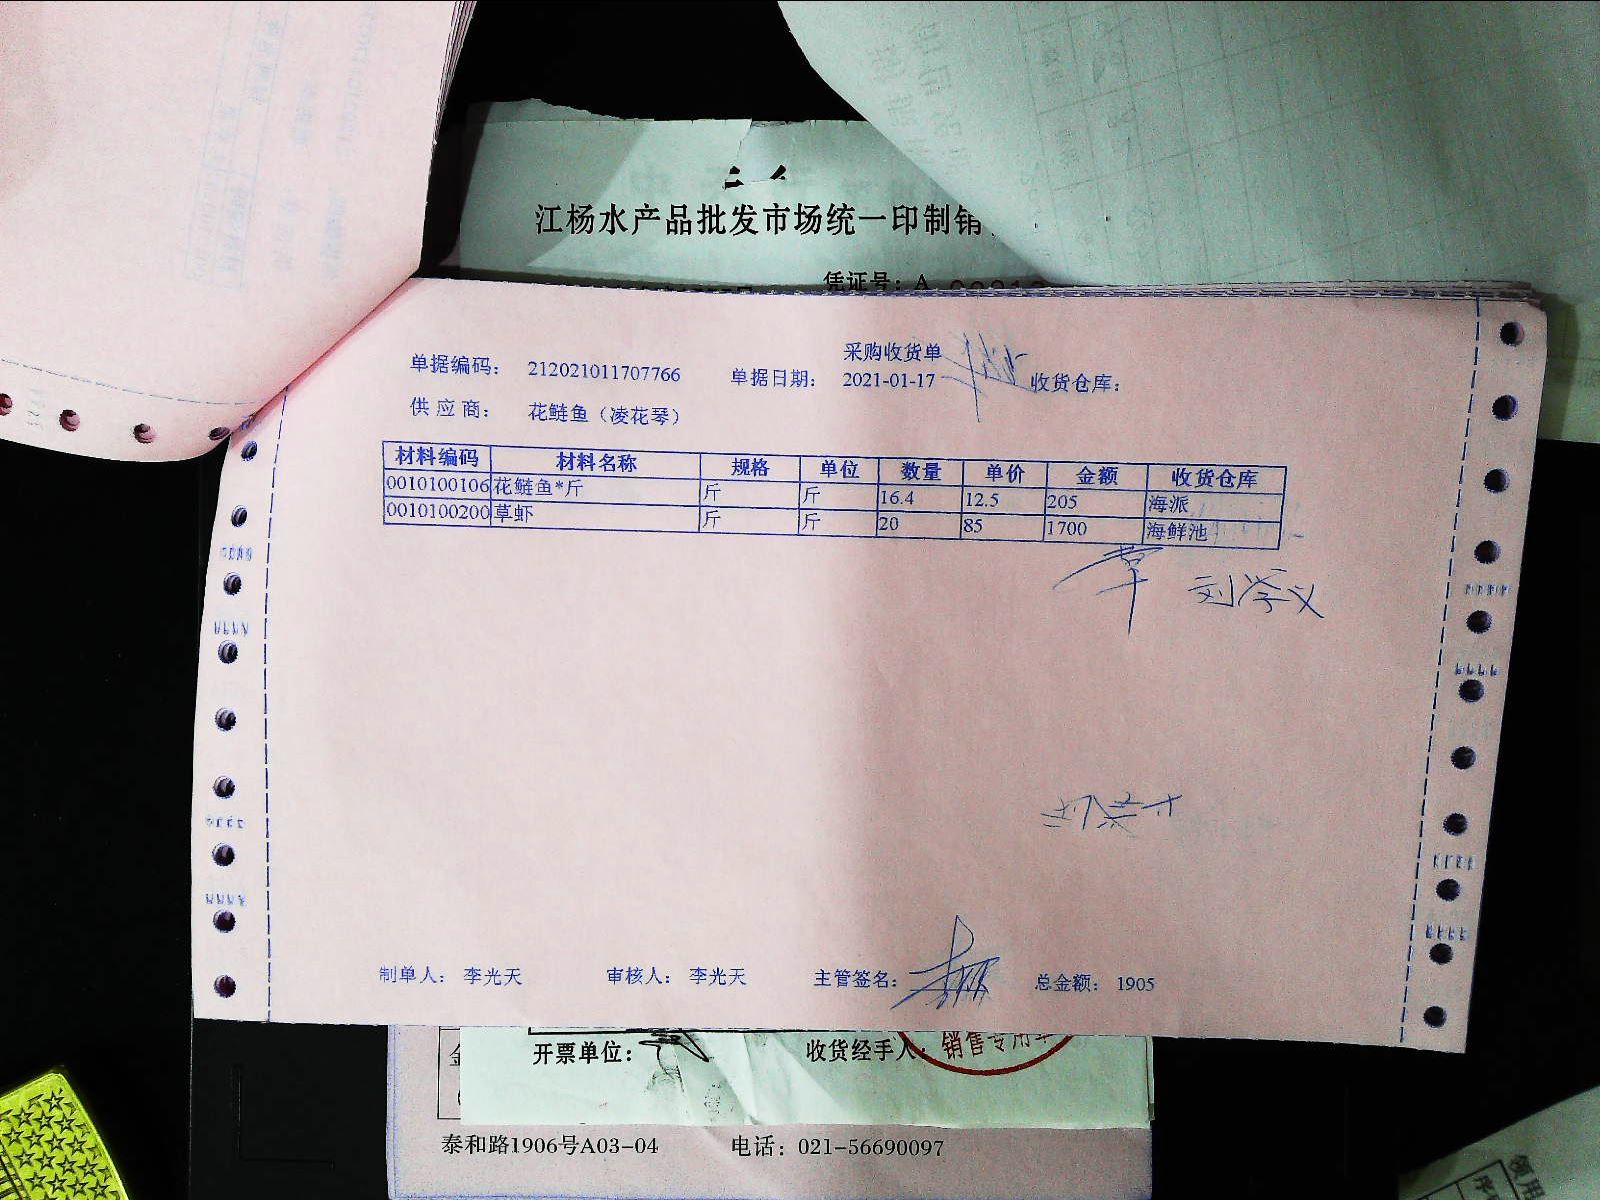 江杨水产品批发市场统一印制销
凭证号：A
采购收货单
单据编码： 212021011707766 单据日期： 2021-01-17 收货仓库：
供应商： 花鲢鱼（凌花琴）
材料编码 材料名称 规格 单位 数量 单价 金额 收货仓库
0010100106 花鲢鱼*斤 斤 斤 16.4 12.5 205 海派
0010100200 草虾 斤 斤 20 85 1700 海鲜池
刘学义
制单人： 李光天 审核人： 李光天 主管签名： 总金额： 1905
开票单位： 收货经手人： 销售专用章
泰和路1906号A03-04 电话：021-56690097